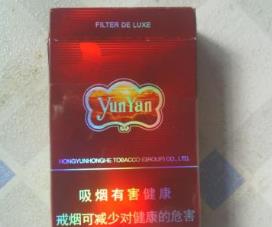 FILTER DE LUXE
YunYan
HONGYUNHONGHE TOBACCO (GROUP) CO., LTD.
吸烟有害健康
戒烟可减少对健康的危害